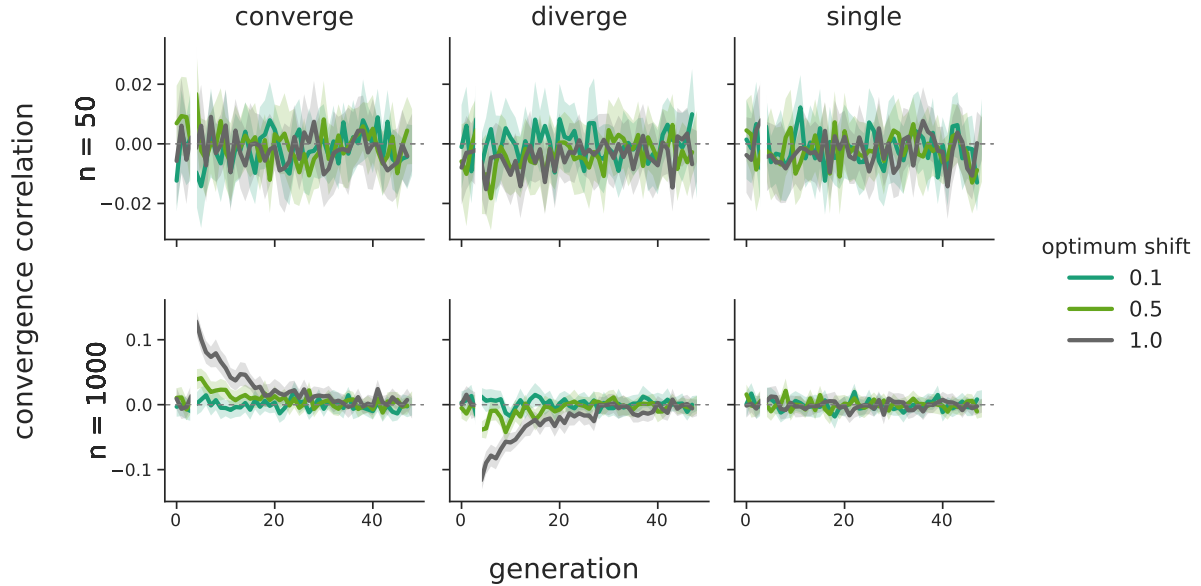 converge diverge single
convergence correlation
n = 50
0.02
0.00
−0.02
n = 1000
0.1
0.0
−0.1
0 20 40
0 20 40
0 20 40
generation
optimum shift
0.1
0.5
1.0